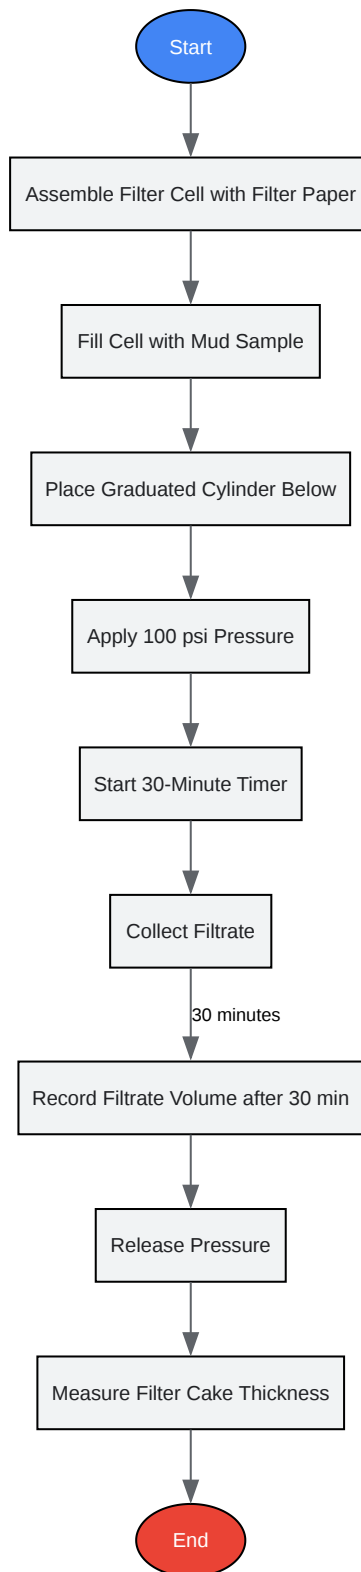 Start
Assemble Filter Cell with Filter Paper
Fill Cell with Mud Sample
Place Graduated Cylinder Below
Apply 100 psi Pressure
Start 30-Minute Timer
Collect Filtrate
30 minutes
Record Filtrate Volume after 30 min
Release Pressure
Measure Filter Cake Thickness
End